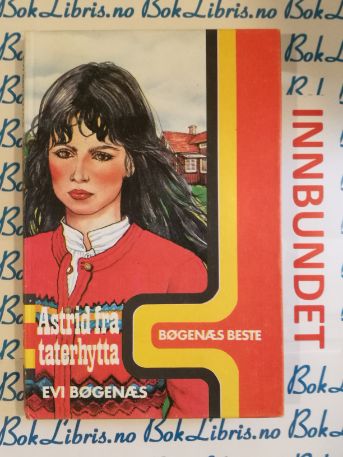 BokLibris.no BokLibris.no
Astrid fra
taterhytta
BØGENÆS BESTE
EVI BØGENÆS
INNBUNDET
BokLibris.no BokLibris.no BokLibris.no